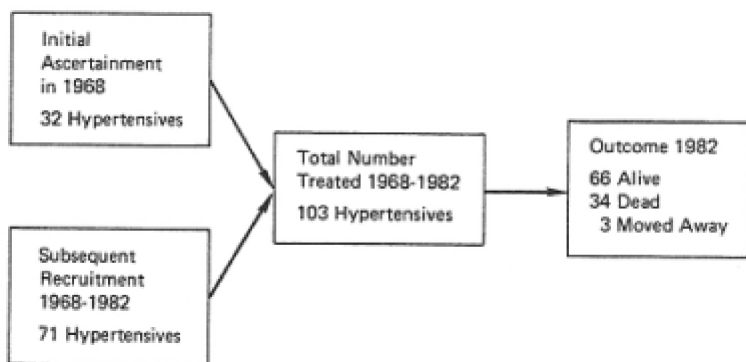 Initial
Ascertainment
in 1968
32 Hypertensives
Subsequent
Recruitment
1968-1982
71 Hypertensives
Total Number
Treated 1968-1982
103 Hypertensives
Outcome 1982
66 Alive
34 Dead
3 Moved Away